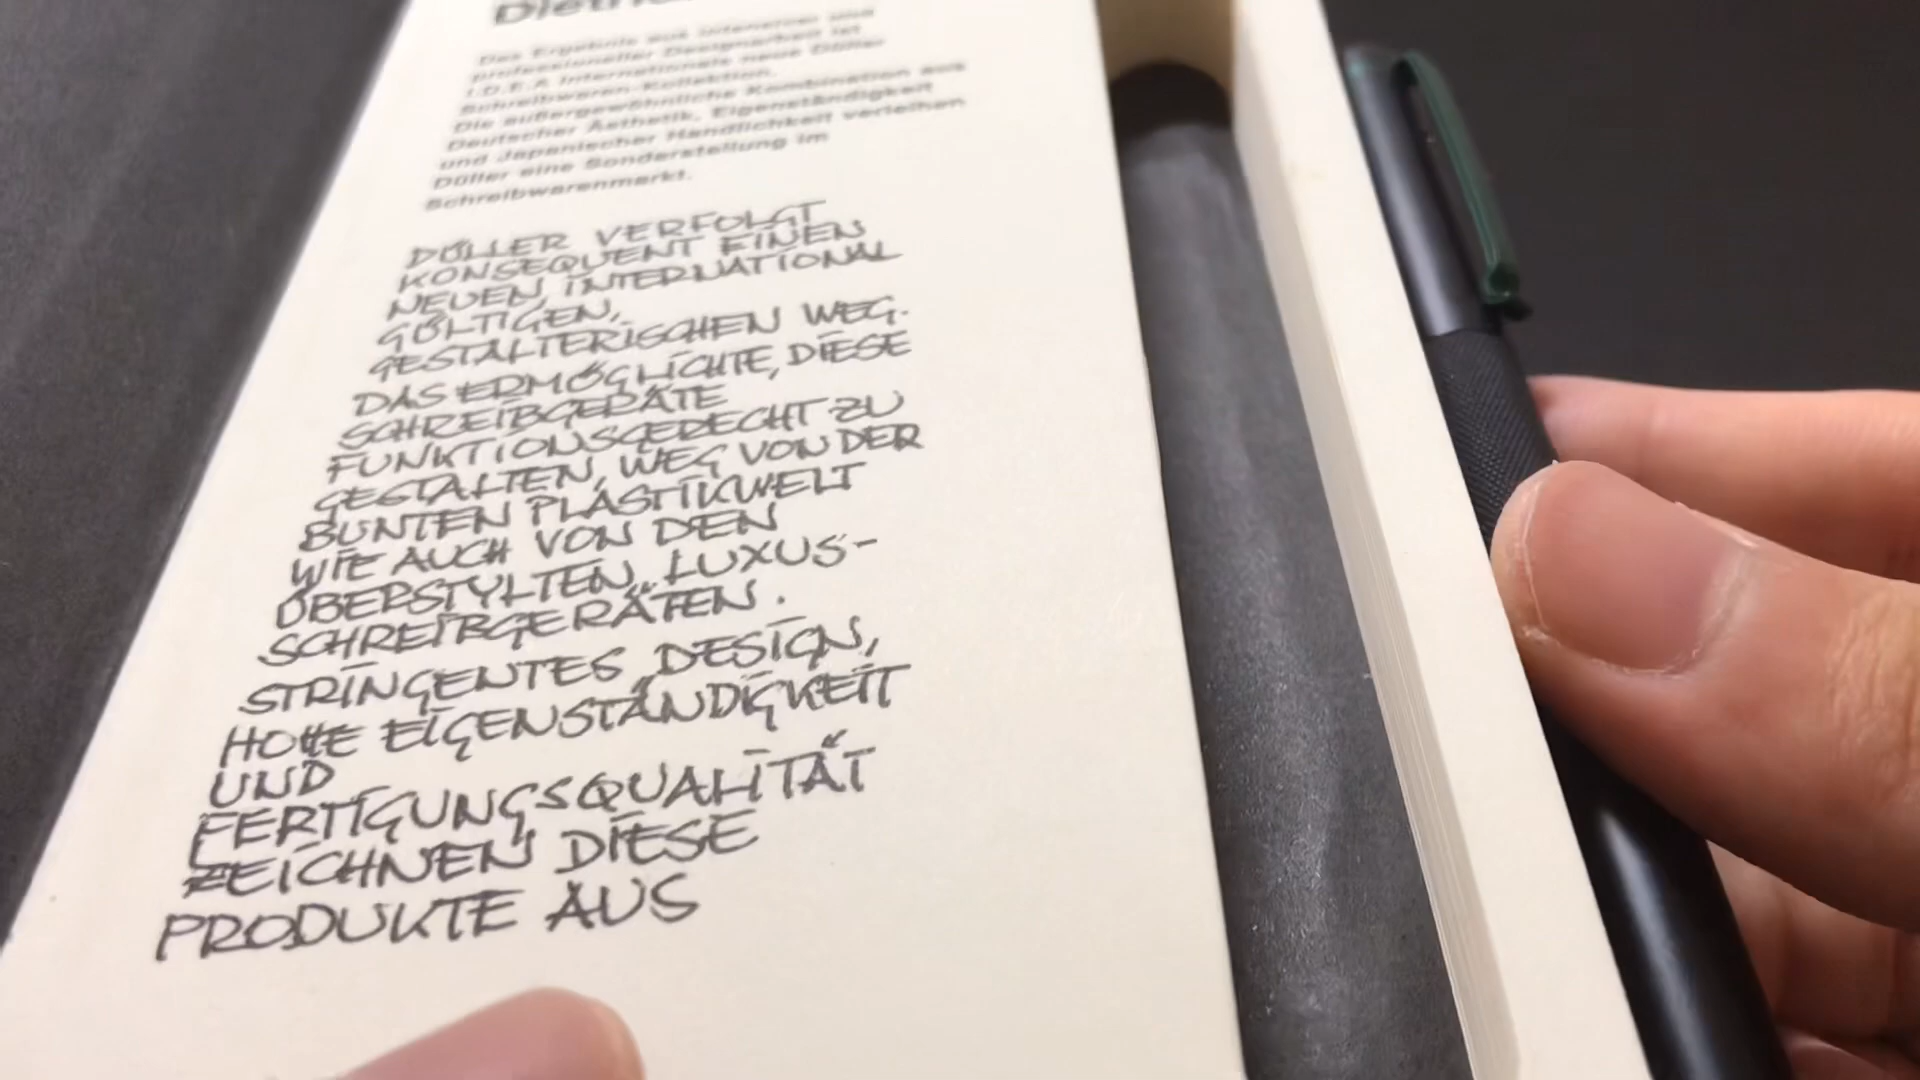 Das Ergebnis aus intensiver und
professioneller Designarbeit ist
I.D.E.A Internationals neue Düller
Schreibwaren-Kollektion.
Die außergewöhnliche Kombination aus
Deutscher Ästhetik, Eigenständigkeit
und Japanischer Handlichkeit verleihen
Düller eine Sonderstellung im
Schreibwarenmarkt.
DÜLLER VERFOLGT
KONSEQUENT EINEN
NEUEN, INTERNATIONAL
GÜLTIGEN,
GESTALTERISCHEN WEG.
DAS ERMÖGLICHTE, DIESE
SCHREIBGERÄTE
FUNKTIONSGERECHT ZU
GESTALTEN, WEG VON DER
BUNTEN PLASTIKWELT
WIE AUCH VON DEN
ÜBERSTYLTEN „LUXUS-
SCHREIBGERÄTEN“.
STRINGENTES DESIGN,
HOHE EIGENSTÄNDIGKEIT
UND
FERTIGUNGSQUALITÄT
ZEICHNEN DIESE
PRODUKTE AUS